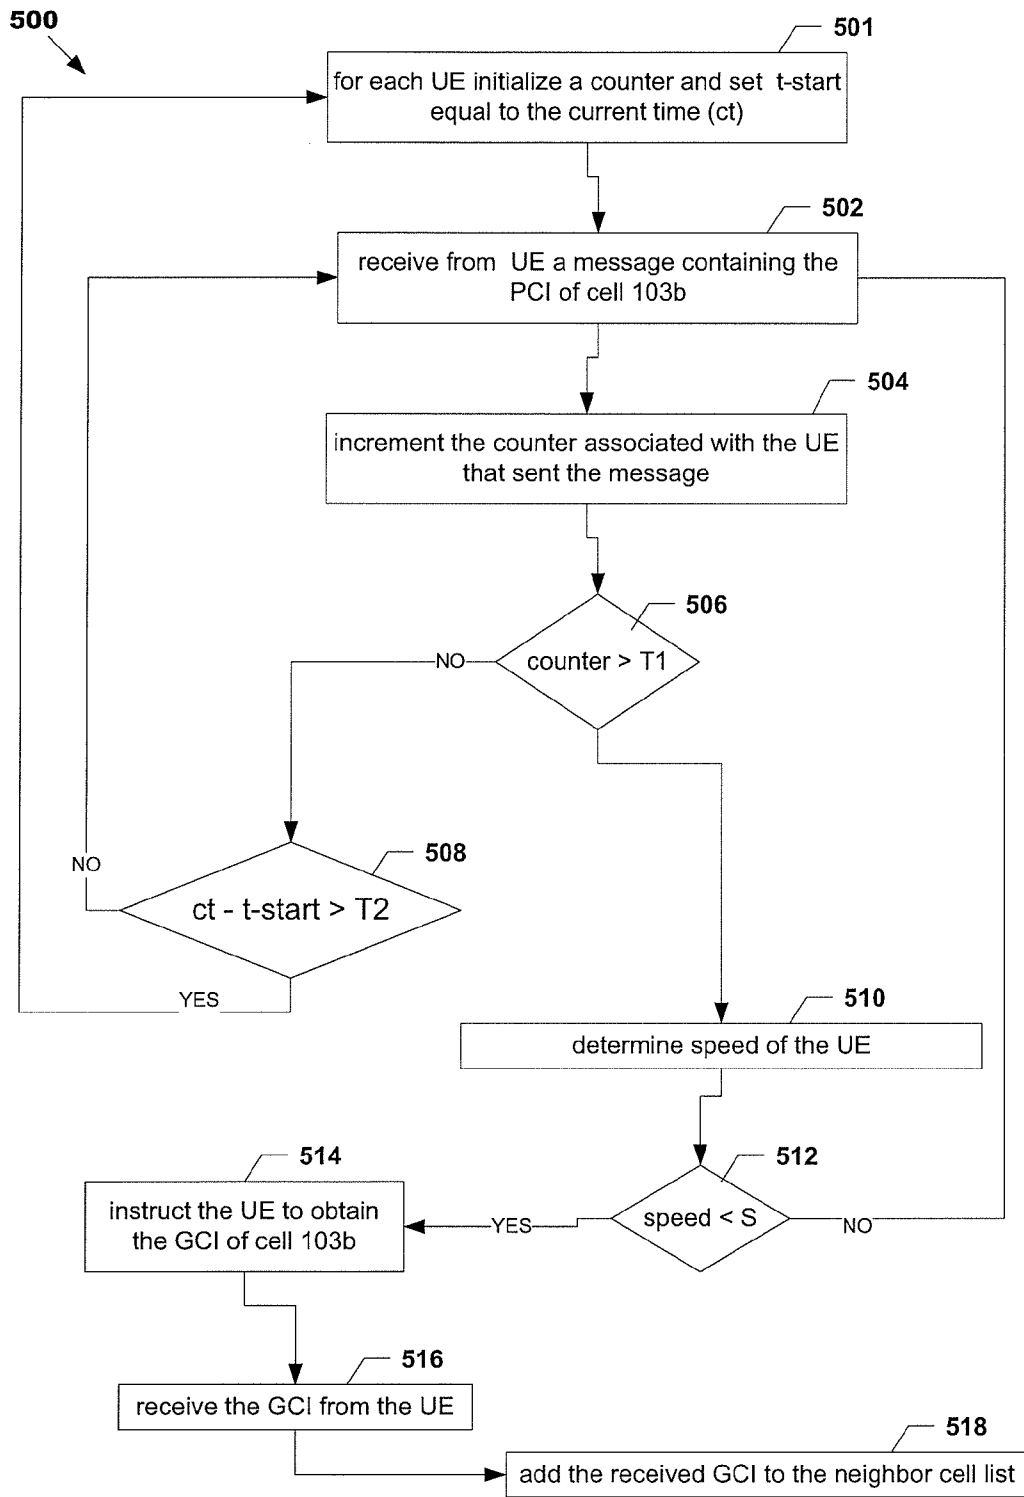 500
501
for each UE initialize a counter and set t-start
equal to the current time (ct)
502
receive from UE a message containing the
PCI of cell 103b
504
increment the counter associated with the UE
that sent the message
506
counter > T1
NO
508
ct - t-start > T2
NO
YES
510
determine speed of the UE
512
speed < S
YES
NO
514
instruct the UE to obtain
the GCI of cell 103b
516
receive the GCI from the UE
518
add the received GCI to the neighbor cell list